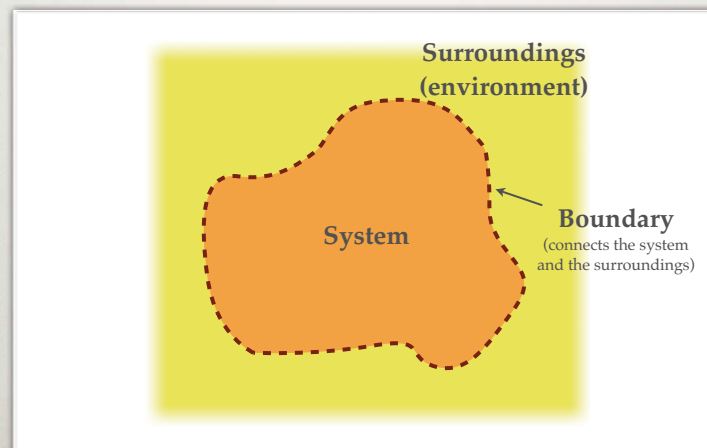 Surroundings
(environment)
Boundary
(connects the system
and the surroundings)
System